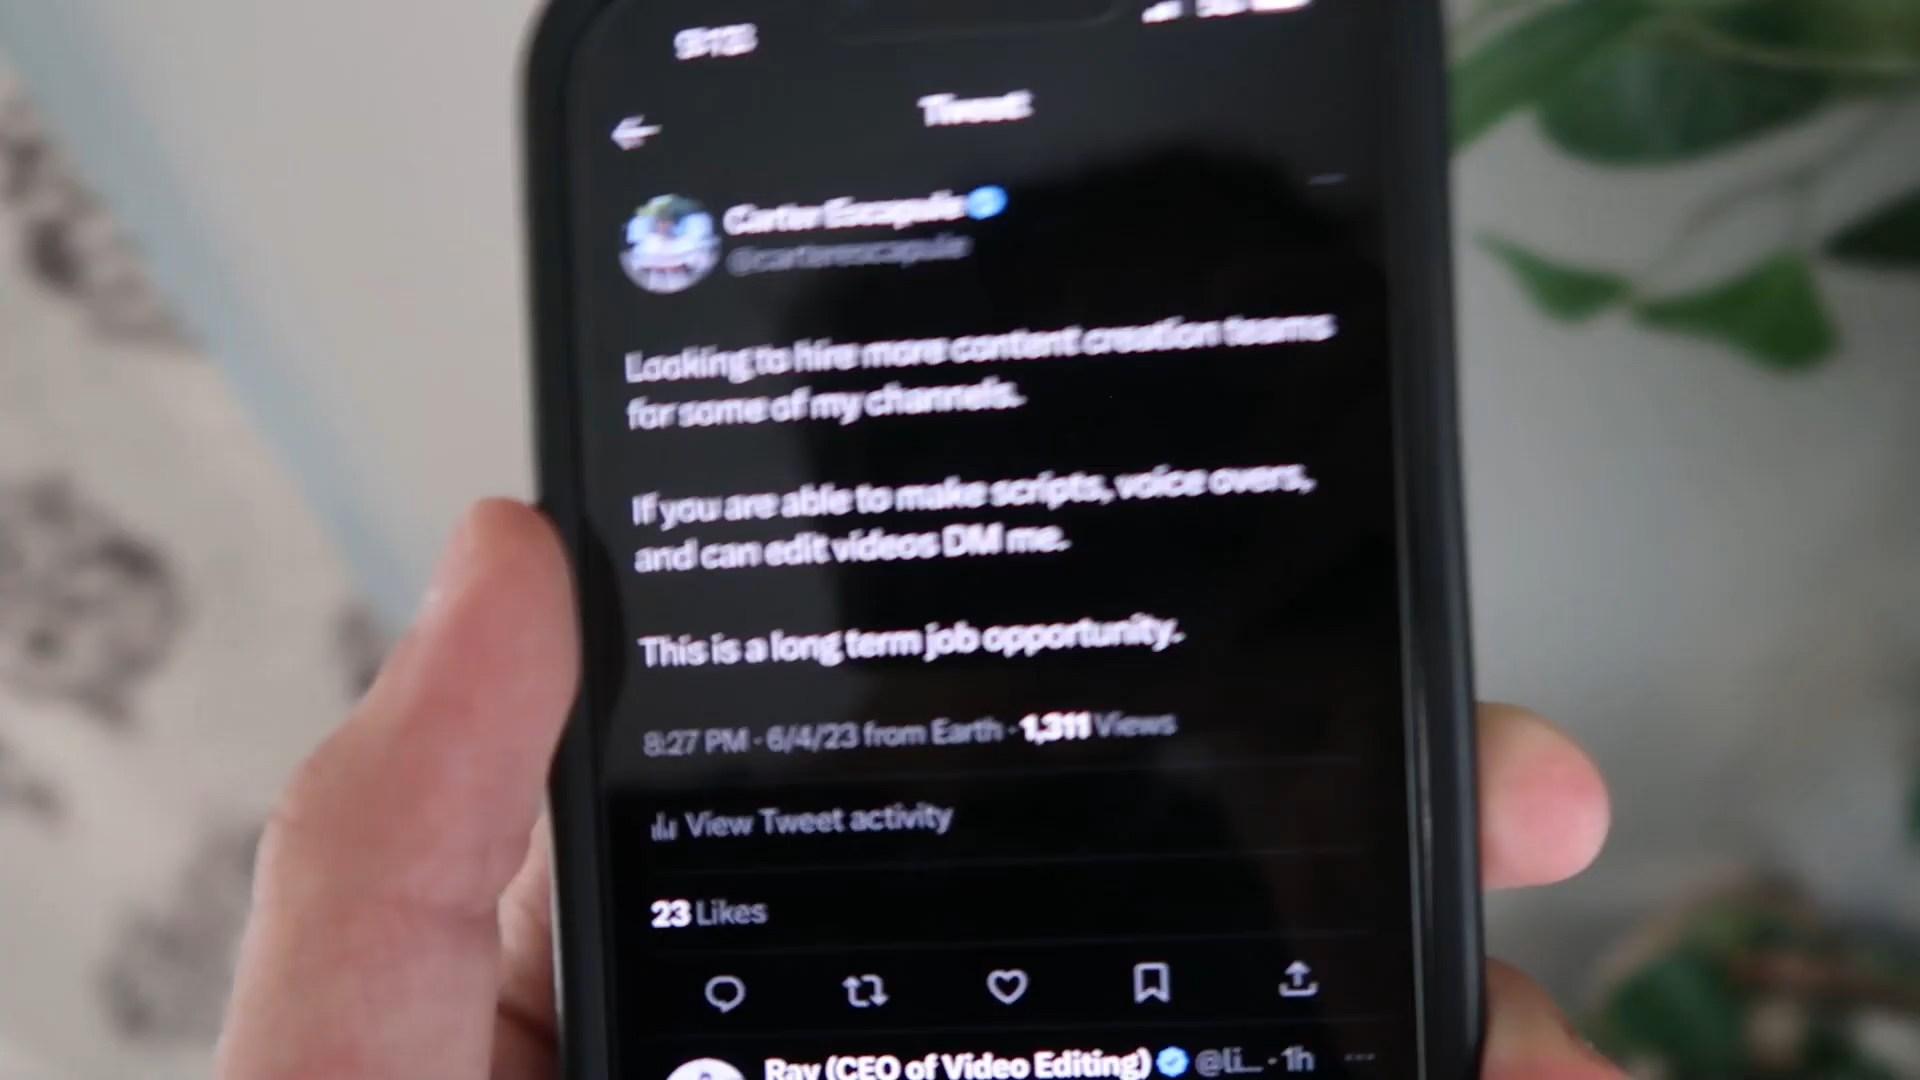 Tweet
Carter Escapule
@carterescapule
Looking to hire more content creation teams
for some of my channels.
If you are able to make scripts, voice overs,
and can edit videos DM me.
This is a long term job opportunity.
8:27 PM · 6/4/23 from Earth · 1,311 Views
View Tweet activity
23 Likes
Ray (CEO of Video Editing) @li... · 1h